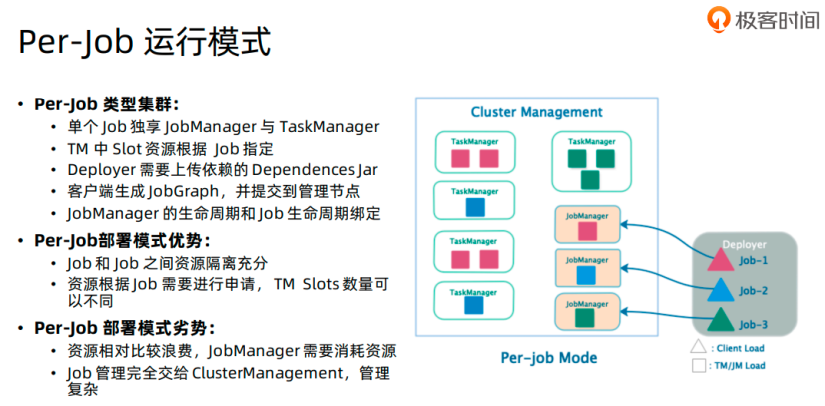 极客时间
Per-Job 运行模式
• Per-Job 类型集群：
• 单个 Job 独享 JobManager 与 TaskManager
• TM 中 Slot 资源根据 Job 指定
• Deployer 需要上传依赖的 Dependences Jar
• 客户端生成 JobGraph，并提交到管理节点
• JobManager 的生命周期和 Job 生命周期绑定
• Per-Job部署模式优势：
• Job 和 Job 之间资源隔离充分
• 资源根据 Job 需要进行申请，TM Slots 数量可
以不同
• Per-Job 部署模式劣势：
• 资源相对比较浪费，JobManager 需要消耗资源
• Job 管理完全交给 ClusterManagement，管理
复杂
Cluster Management
TaskManager
TaskManager
TaskManager
TaskManager
TaskManager
JobManager
JobManager
JobManager
Deployer
Job-1
Job-2
Job-3
Per-job Mode
: Client Load
: TM/JM Load